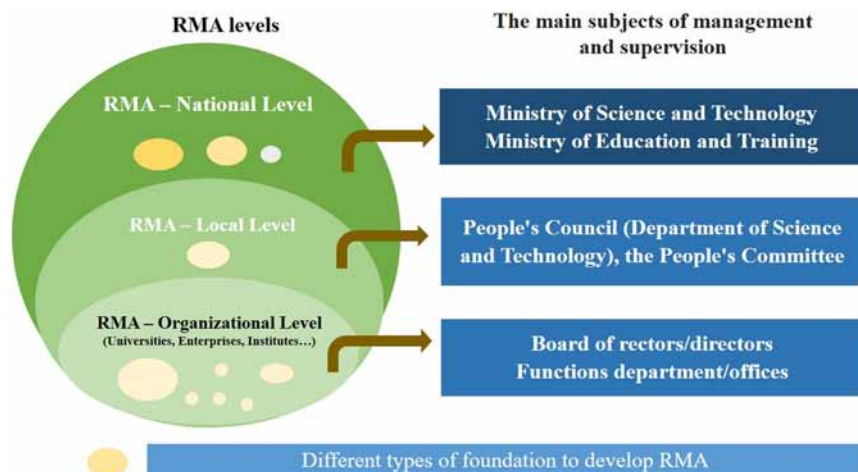 RMA levels
The main subjects of management
and supervision
RMA – National Level
Ministry of Science and Technology
Ministry of Education and Training
RMA – Local Level
People's Council (Department of Science
and Technology), the People's Committee
RMA – Organizational Level
(Universities, Enterprises, Institutes…)
Board of rectors/directors
Functions department/offices
Different types of foundation to develop RMA